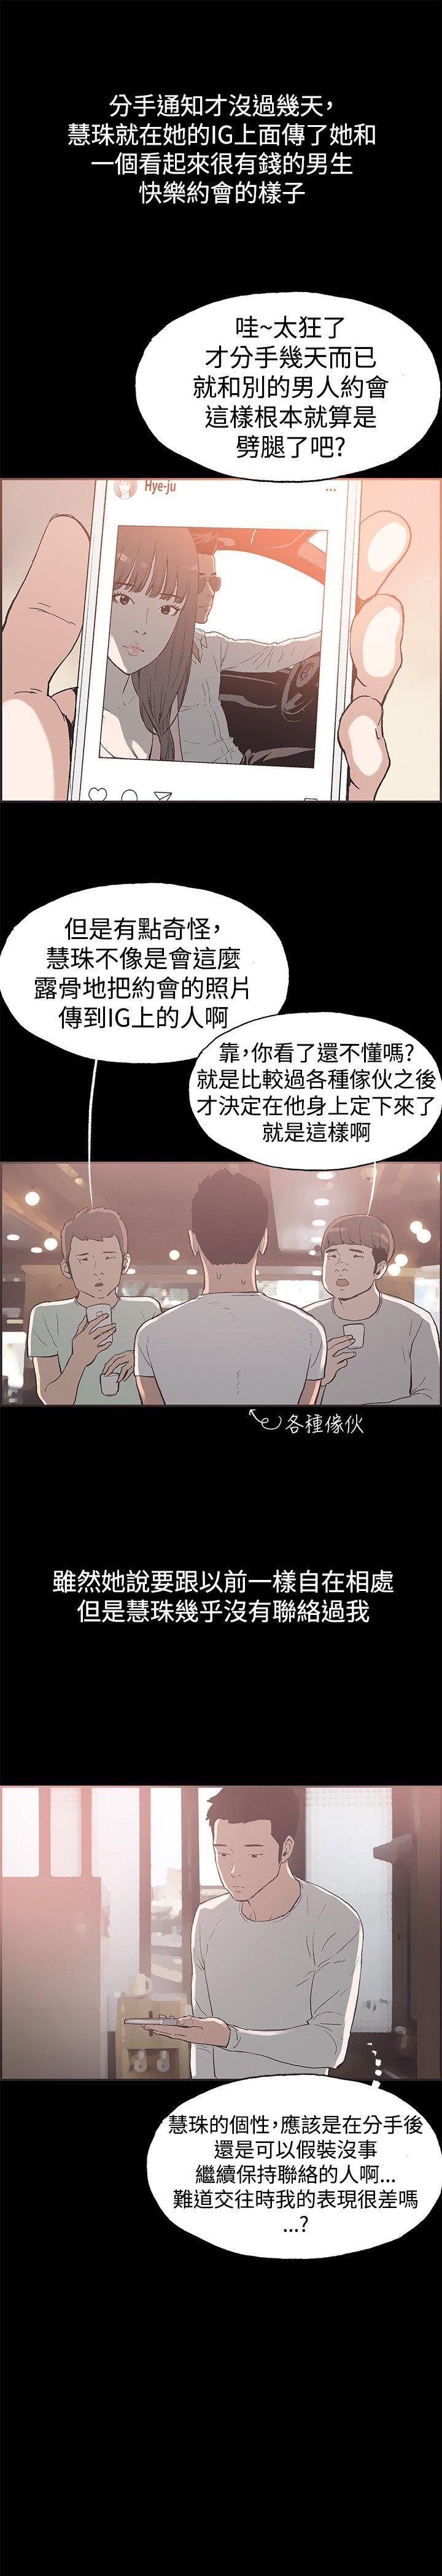 分手通知才沒過幾天，
慧珠就在她的IG上面傳了她和
一個看起來很有錢的男生
快樂約會的樣子
哇~太狂了
才分手幾天而已
就和別的男人約會
這樣根本就算是
劈腿了吧?
Hye-ju
...
但是有點奇怪，
慧珠不像是會這麼
露骨地把約會的照片
傳到IG上的人啊
靠，你看了還不懂嗎?
就是比較過各種傢伙之後
才決定在他身上定下來了
就是這樣啊
各種傢伙
雖然她說要跟以前一樣自在相處
但是慧珠幾乎沒有聯絡過我
慧珠的個性，應該是在分手後
還是可以假裝沒事
繼續保持聯絡的人啊...
難道交往時我的表現很差嗎
...?